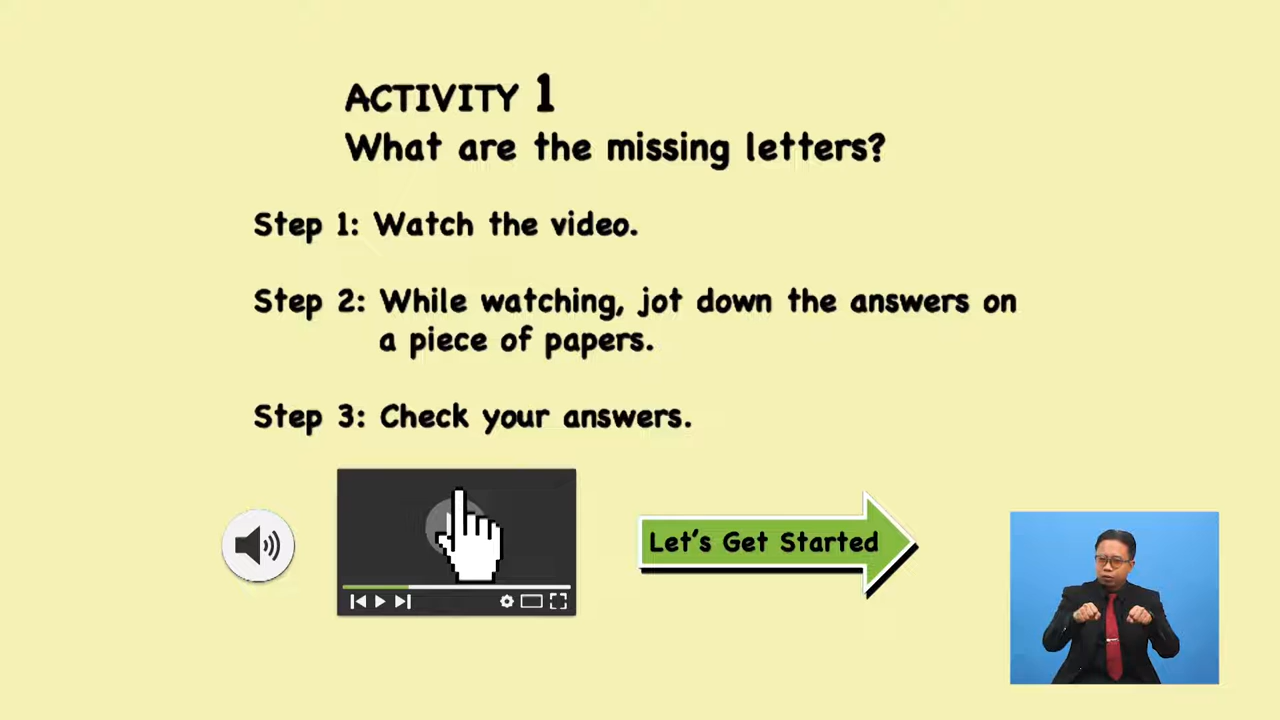 ACTIVITY 1
What are the missing letters?
Step 1: Watch the video.
Step 2: While watching, jot down the answers on
a piece of papers.
Step 3: Check your answers.
Let's Get Started